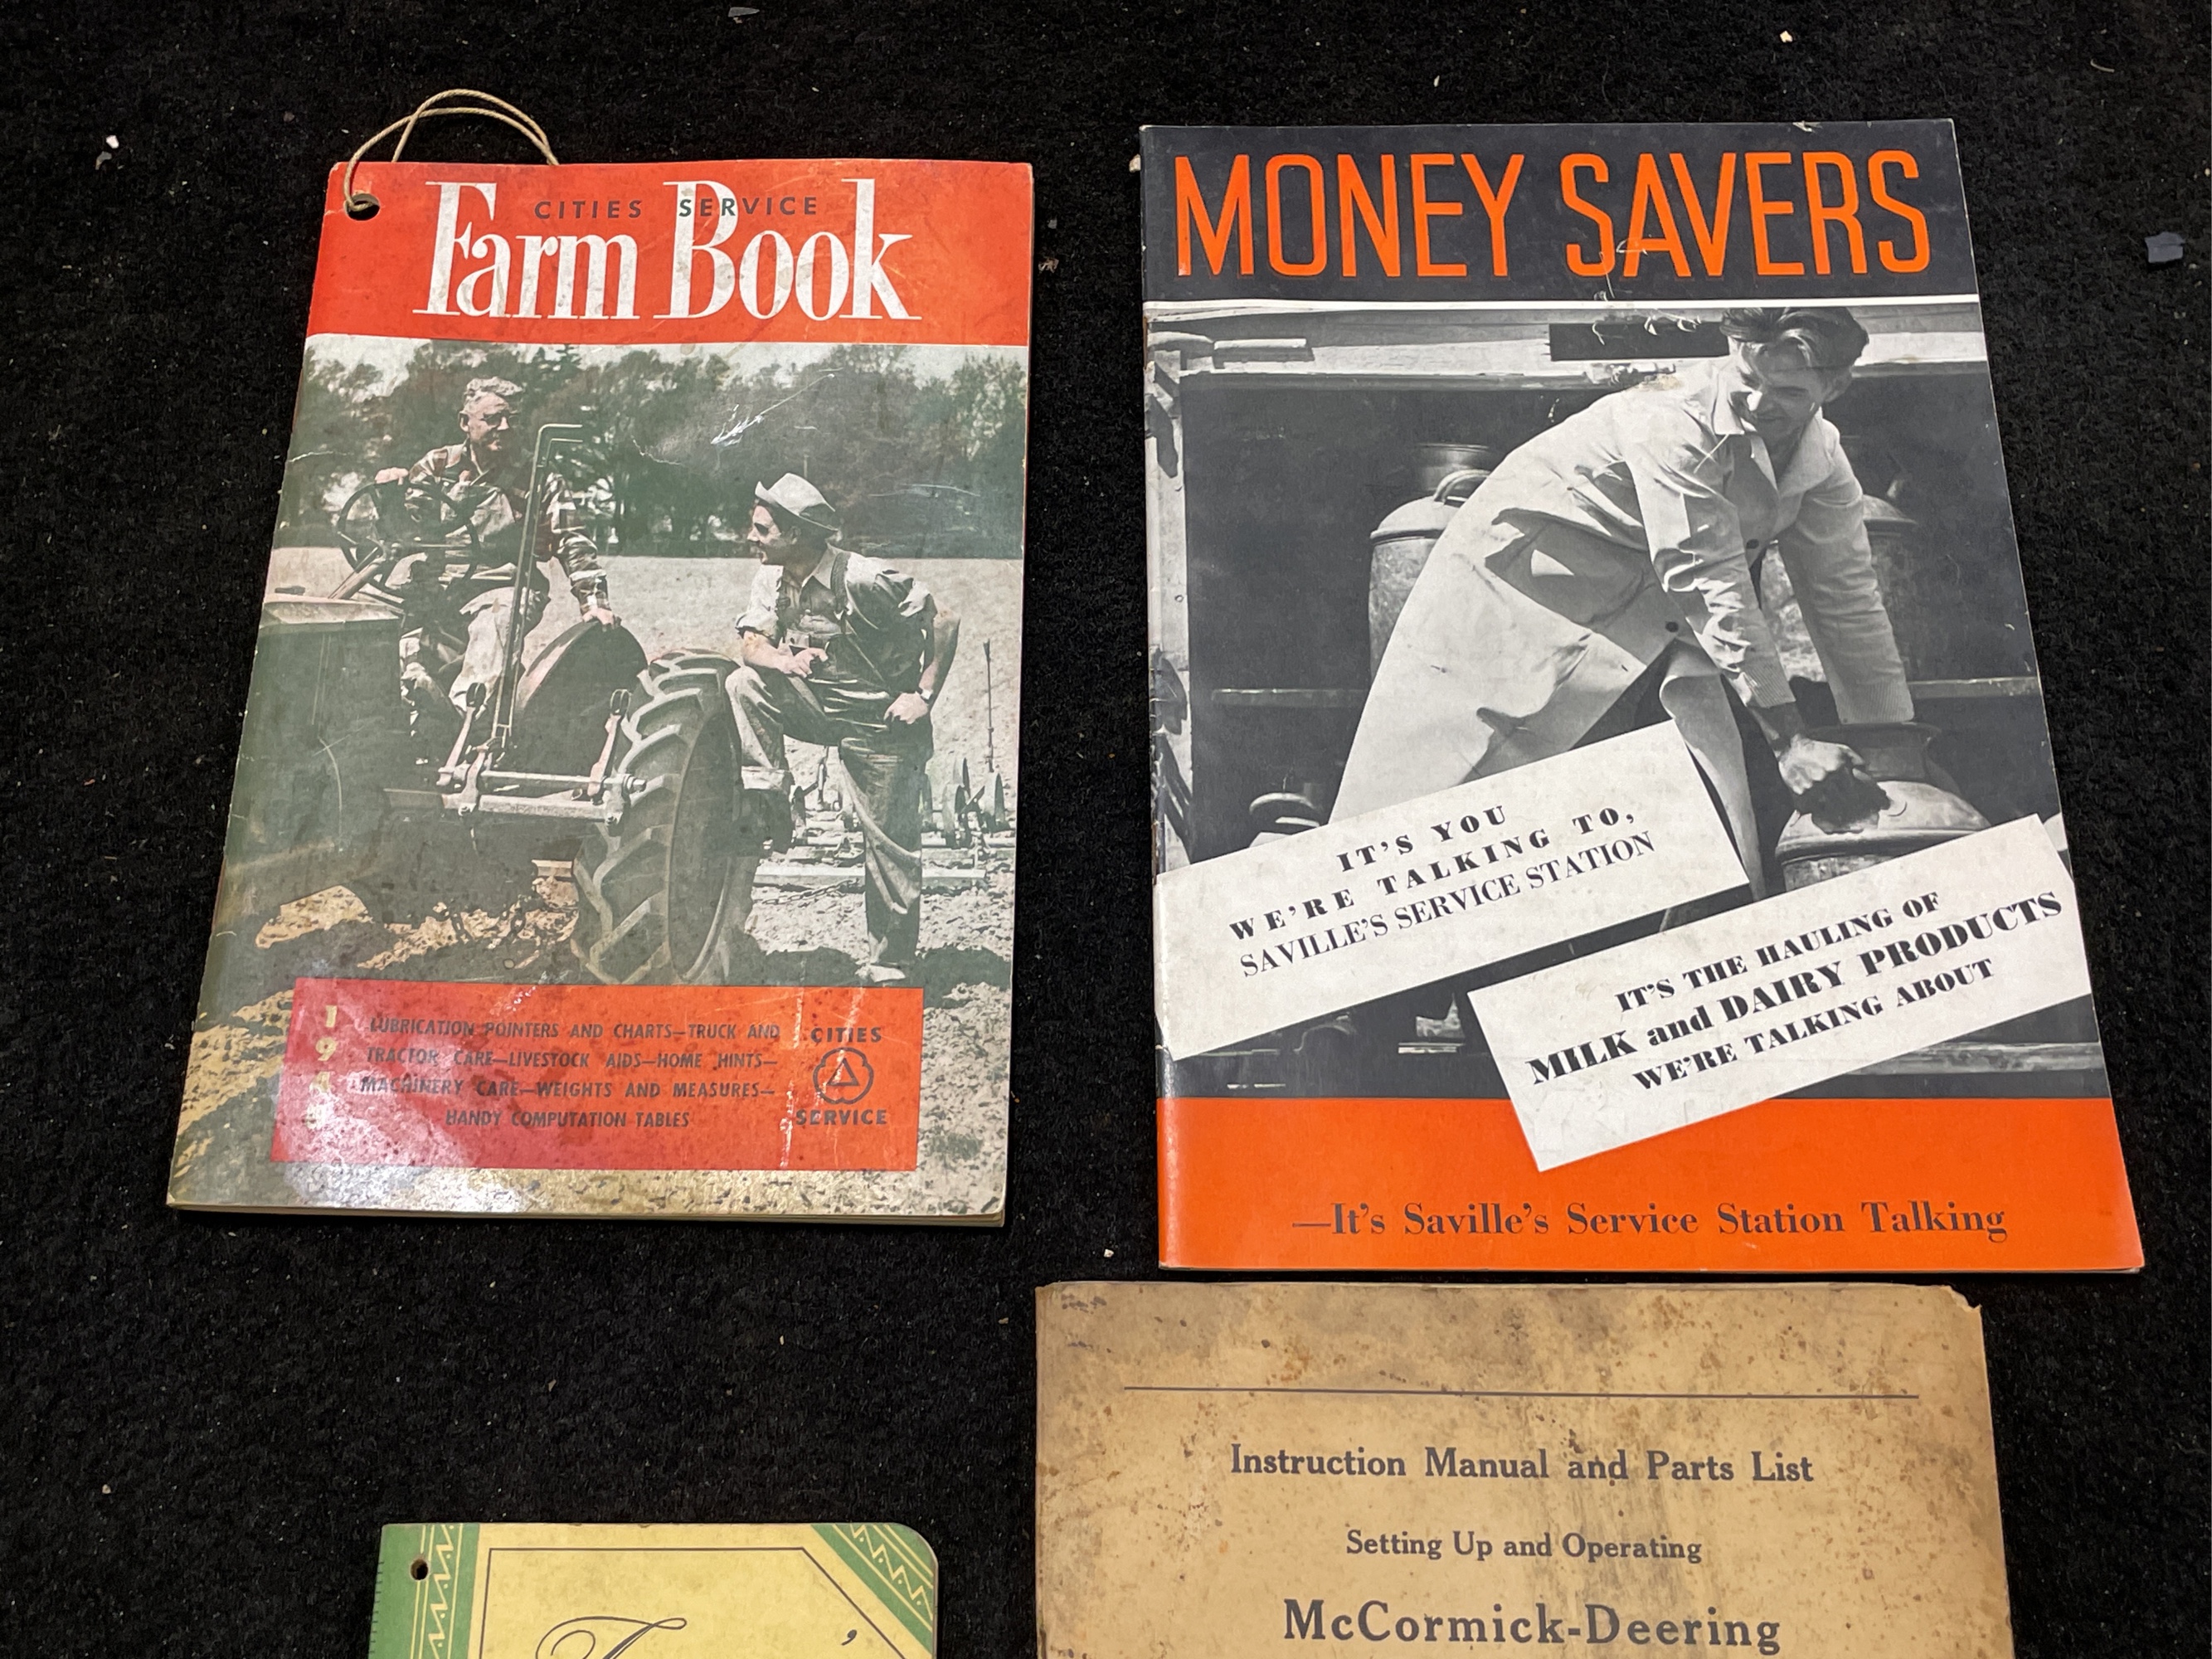 CITIES SERVICE
Farm Book
LUBRICATION POINTERS AND CHARTS—TRUCK AND
TRACTOR CARE—LIVESTOCK AIDS—HOME HINTS—
MACHINERY CARE—WEIGHTS AND MEASURES—
HANDY COMPUTATION TABLES
CITIES
SERVICE
MONEY SAVERS
IT'S YOU
WE'RE TALKING TO,
SAVILLE'S SERVICE STATION
IT'S THE HAULING OF
MILK and DAIRY PRODUCTS
WE'RE TALKING ABOUT
—It's Saville's Service Station Talking
Instruction Manual and Parts List
Setting Up and Operating
McCormick-Deering